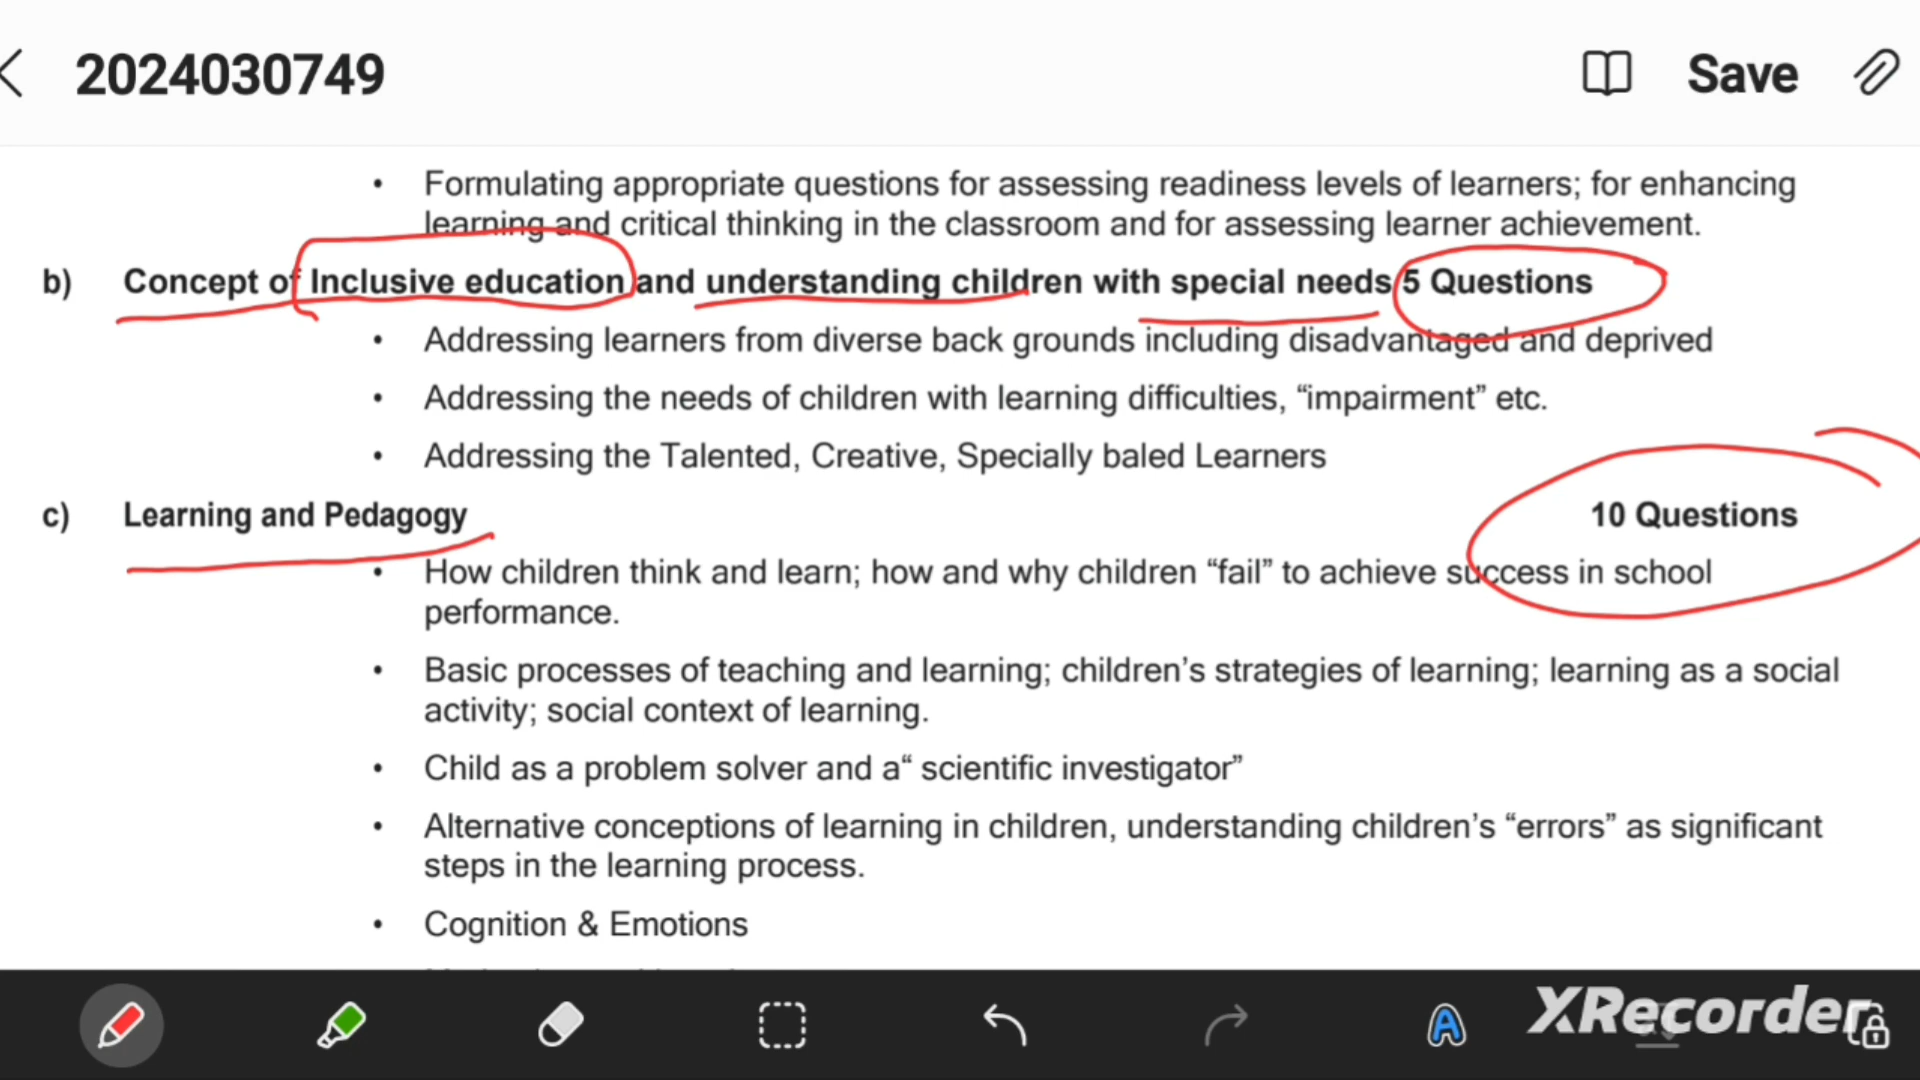 2024030749
Save
• Formulating appropriate questions for assessing readiness levels of learners; for enhancing
learning and critical thinking in the classroom and for assessing learner achievement.
b) Concept of Inclusive education and understanding children with special needs 5 Questions
• Addressing learners from diverse back grounds including disadvantaged and deprived
• Addressing the needs of children with learning difficulties, “impairment” etc.
• Addressing the Talented, Creative, Specially baled Learners
c) Learning and Pedagogy 10 Questions
• How children think and learn; how and why children “fail” to achieve success in school
performance.
• Basic processes of teaching and learning; children’s strategies of learning; learning as a social
activity; social context of learning.
• Child as a problem solver and a“ scientific investigator”
• Alternative conceptions of learning in children, understanding children’s “errors” as significant
steps in the learning process.
• Cognition & Emotions
A
XRecorder